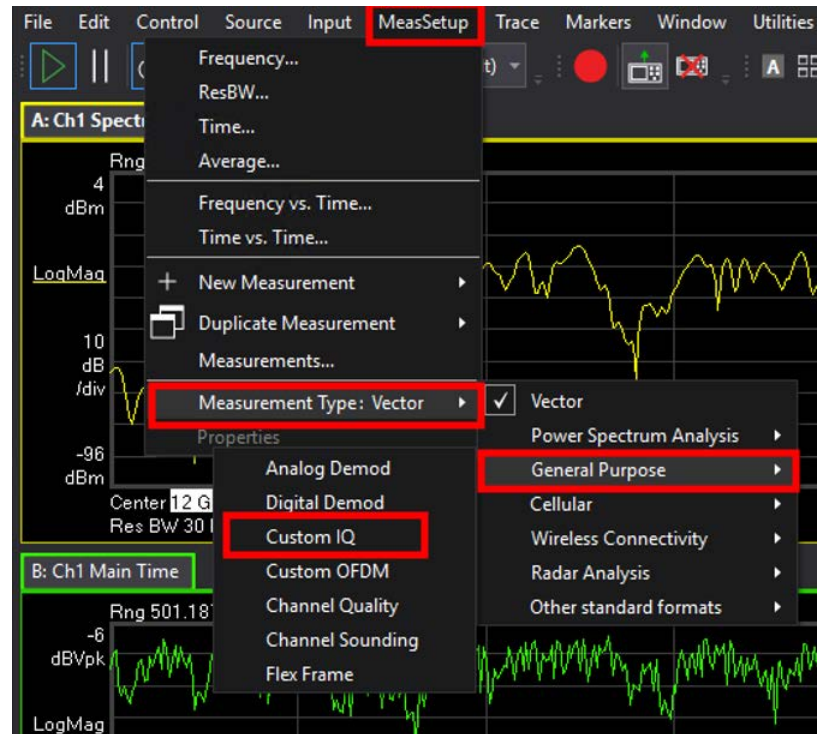 File Edit Control Source Input MeasSetup Trace Markers Window Utilities
Frequency...
t)
A
ResBW...
A: Ch1 Spect
Time...
Rng
Average...
4
dBm
Frequency vs. Time...
Time vs. Time...
LogMag
New Measurement
Duplicate Measurement
10
dB
/div
Measurements...
Measurement Type: Vector
Vector
Properties
Power Spectrum Analysis
-96
dBm
Analog Demod
General Purpose
Center 12 G
Digital Demod
Cellular
Res BW 30
Custom IQ
Wireless Connectivity
B: Ch1 Main Time
Custom OFDM
Radar Analysis
Rng 501.187
Channel Quality
Other standard formats
-6
dBVpk
Channel Sounding
Flex Frame
LogMag